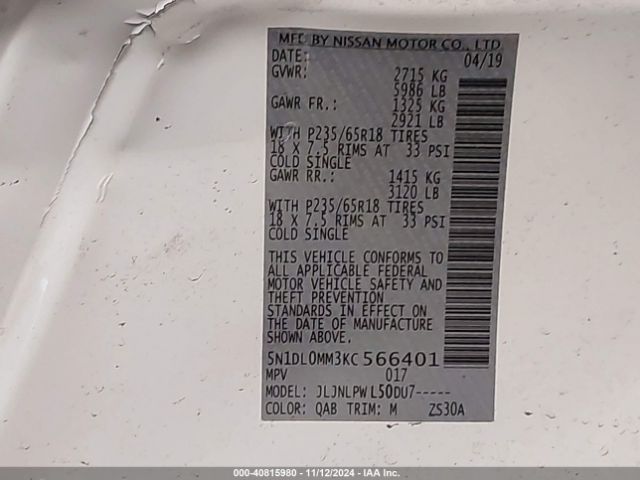 MFD BY NISSAN MOTOR CO., LTD
DATE: 04/19
GVWR: 2715 KG
5986 LB
GAWR FR.: 1325 KG
2921 LB
WITH P235/65R18 TIRES
18 X 7.5 RIMS AT 33 PSI
COLD SINGLE
GAWR RR.: 1415 KG
3120 LB
WITH P235/65R18 TIRES
18 X 7.5 RIMS AT 33 PSI
COLD SINGLE
THIS VEHICLE CONFORMS TO
ALL APPLICABLE FEDERAL
MOTOR VEHICLE SAFETY AND
THEFT PREVENTION
STANDARDS IN EFFECT ON
THE DATE OF MANUFACTURE
SHOWN ABOVE.
5N1DL0MM3KC566401
MPV 017
MODEL: JLJNLPWL50DU7-----
COLOR: QAB TRIM: M ZS30A
000-40815980 - 11/12/2024 - IAA Inc.